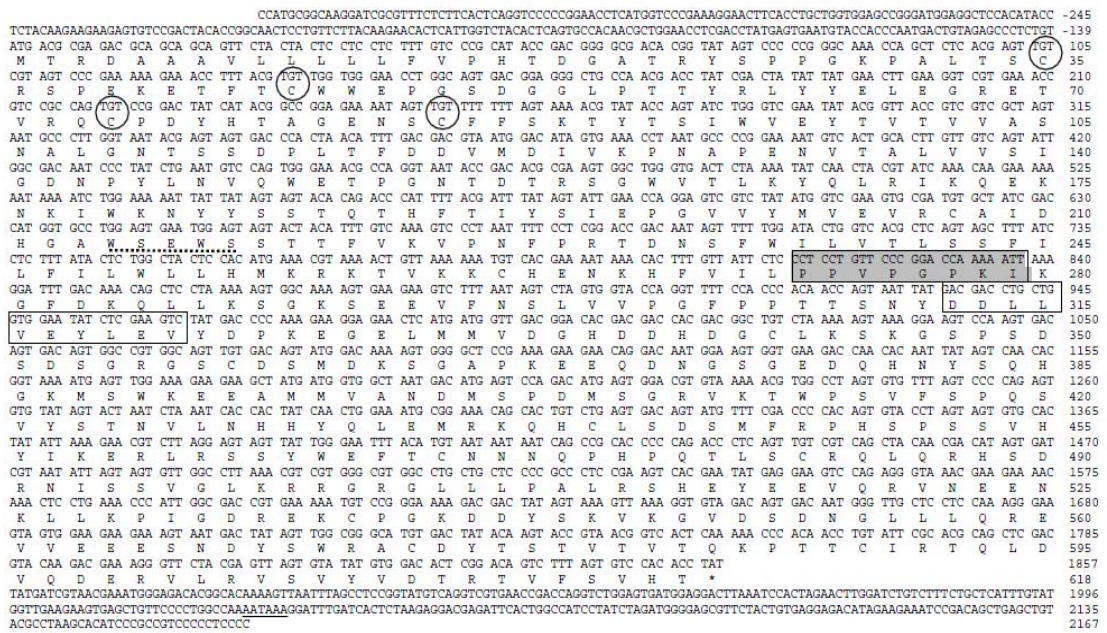 CCATGCGGCAAGGATCGCGTTTCTCTTCACTCAGGTCCCCCGGAACCTCATGGTCCCGAAAGGAACTTCACCTGCTGGTGGAGCCGGGATGGAGGCTCCACATACC -245
TCTACAAGAAGAAGAGTGTCCGACTACACCGGCAACTCCTGTTCTTACAAGAACACTCATTGGTCTACACTCAGTGCCACAACGCTGGAACCTCGACCTATGAGTGAATGTACCACCCAATGACTGTAGAGCCCTCTG -107
ATG ACG CGA GAC GCA GCA GCA GTT CTA CTA CTC CTC CTC TTT GTC CCG CAT ACC GAC GGG GCG ACA CGG TAT AGT CCC CCG GGC AAA CCA GCT CTC ACG AGT TGT 105
M T R D A A A V L L L L L F V P H T D G A T R Y S P P G K P A L T S C 35
CGT AGT CCC GAA AAA GAA ACC TTT ACG TGT TGG TGG GAA CCT GGC AGT GAC GGA GGG CTG CCA ACG ACC TAT CGA CTA TAT TAT GAA CTT GAA GGT CGT GAA ACC 210
R S P E K E T F T C W W E P G S D G G L P T T Y R L Y Y E L E G R E T 70
GTC CGC CAG TGT CCG GAC TAT CAT ACG GCC GGA GAA AAT AGT TGT TTT TTT AGT AAA ACG TAT ACC AGT ATC TGG GTC GAA TAT ACG GTT ACC GTC GTC GCT AGT 315
V R Q C P D Y H T A G E N S C F F S K T Y T S I W V E Y T V T V V A S 105
AAT GCC CTT GGT AAT ACG AGT AGT GAC CCA CTA ACA TTT GAC GAC GTA ATG GAC ATA GTG AAA CCT AAT GCC CCG GAA AAT GTC ACT GCA CTT GTT GTC AGT ATT 420
N A L G N T S S D P L T F D D V M D I V K P N A P E N V T A L V V S I 140
GGC GAC AAT CCC TAT CTG AAT GTC CAG TGG GAA ACG CCA GGT AAT ACC GAC ACG CGA AGT GGC TGG GTG ACT CTA AAA TAT CAA CTA CGT ATC AAA CAA GAA AAA 525
G D N P Y L N V Q W E T P G N T D T R S G W V T L K Y Q L R I K Q E K 175
AAT AAA ATC TGG AAA AAT TAT TAT AGT AGT ACA CAG ACC CAT TTT ACG ATT TAT AGT ATT GAA CCA GGA GTC GTC TAT ATG GTC GAA GTG CGA TGT GCT ATC GAC 630
N K I W K N Y Y S S T Q T H F T I Y S I E P G V V Y M V E V R C A I D 210
CAT GGT GCC TGG AGT GAA TGG AGT AGT ACT ACA TTT GTC AAA GTC CCT AAT TTT CCT CGG ACC GAC AAT AGT TTT TGG ATA CTG GTC ACG CTC AGT AGC TTT ATC 735
H G A W S E W S S T T F V K V P N F P R T D N S F W I L V T L S S F I 245
CTC TTT ATA CTC TGG CTA CTC CAC ATG AAA CGT AAA ACT GTT AAA AAA TGT CAC GAA AAT AAA CAC TTT GTT ATT CTC CCT CCT GTT CCC GGA CCA AAA ATT AAA 840
L F I L W L L H M K R K T V K K C H E N K H F V I L P P V P G P K I K 280
GGA TTT GAC AAA CAG CTC CTA AAA AGT GGC AAA AGT GAA GAA GTC TTT AAT AGT CTA GTG GTA CCA GGT TTT CCA CCC ACA ACC AGT AAT TAT GAC GAC CTG CTG 945
G F D K Q L L K S G K S E E V F N S L V V P G F P P T T S N Y D D L L 315
GTG GAA TAT CTC GAA GTC TAT GAC CCC AAA GAA GGA GAA CTC ATG ATG GTT GAC GGA CAC GAC GAC CAC GAC GGC TGT CTA AAA AGT AAA GGA AGT CCA AGT GAC 1050
V E Y L E V Y D P K E G E L M M V D G H D D H D G C L K S K G S P S D 350
AGT GAC AGT GGC CGT GGC AGT TGT GAC AGT ATG GAC AAA AGT GGG GCT CCG AAA GAA GAA CAG GAC AAT GGA AGT GGT GAA GAC CAA CAC AAT TAT AGT CAA CAC 1155
S D S G R G S C D S M D K S G A P K E E Q D N G S G E D Q H N Y S Q H 385
GGT AAA ATG AGT TGG AAA GAA GAA GCT ATG ATG GTG GCT AAT GAC ATG AGT CCA GAC ATG AGT GGA CGT GTA AAA ACG TGG CCT AGT GTG TTT AGT CCC CAG AGT 1260
G K M S W K E E A M M V A N D M S P D M S G R V K T W P S V F S P Q S 420
GTG TAT AGT ACT AAT CTA AAT CAC CAC TAT CAA CTG GAA ATG CGG AAA CAG CAC TGT CTG AGT GAC AGT ATG TTT CGA CCC CAC AGT GTA CCT AGT AGT GTG CAC 1365
V Y S T N V L N H H Y Q L E M R K Q H C L S D S M F R P H S P S S V H 455
TAT ATT AAA GAA CGT CTT AGG AGT AGT TAT TGG GAA TTT ACA TGT AAT AAT AAT CAG CCG CAC CCC CAG ACC CTC AGT TGT CGT CAG CTA CAA CGA CAT AGT GAT 1470
Y I K E R L R S S Y W E F T C N N N Q P H P Q T L S C R Q L Q R H S D 490
CGT AAT ATT AGT AGT GTT GGC CTT AAA CGT CGT GGG CGT GGC CTG CTG CTC CCC GCC CTC CGA AGT CAC GAA TAT GAG GAA GTC CAG AGG GTA AAC GAA GAA AAC 1575
R N I S S V G L K R R G R G L L L P A L R S H E Y E E V Q R V N E E N 525
AAA CTC CTG AAA CCC ATT GGC GAC CGT GAA AAA TGT CCG GGA AAA GAC GAC TAT AGT AAA GTT AAA GGT GTA GAC AGT GAC AAT GGG TTG CTC CTC CAA AGG GAA 1680
K L L K P I G D R E K C P G K D D Y S K V K G V D S D N G L L L Q R E 560
GTA GTG GAA GAA GAA AGT AAT GAC TAT AGT TGG CGG GCA TGT GAC TAT ACA AGT ACC GTA ACG GTC ACT CAA AAA CCC ACA ACC TGT ATT CGC ACG CAG CTC GAC 1785
V V E E E S N D Y S W R A C D Y T S T V T V T Q K P T T C I R T Q L D 595
GTA CAA GAC GAA AGG GTT CTA CGA GTT AGT GTA TAT GTG GAC ACT CGG ACA GTC TTT AGT GTC CAC ACC TAT 1857
V Q D E R V L R V S V Y V D T R T V F S V H T * 618
TATGATCGTAACGAAATGGGAGACACGGCACAAAAGTTAATTTAGCCTCCGGTATGTCAGGTCGTGAACCGACCAGGTCTGGAGTGATGGAGGACTTAAATCCACTAGAACTTGGATCTGTCTTTCTGCTCATTTGTAT 1996
GGTTGAAGAAGTGAGCTGTTCCCCTGGCCAAAATAAAGGATTTGATCACTCTAAGAGGACGAGATTCACTGGCCATCCTATCTAGATGGGGAGCGTTCTACTGTGAGGAGACATAGAAGAAATCCGACAGCTGAGCTGT 2135
ACGCCTAAGCACATCCCGCCGTCCCCCTCCCC 2167